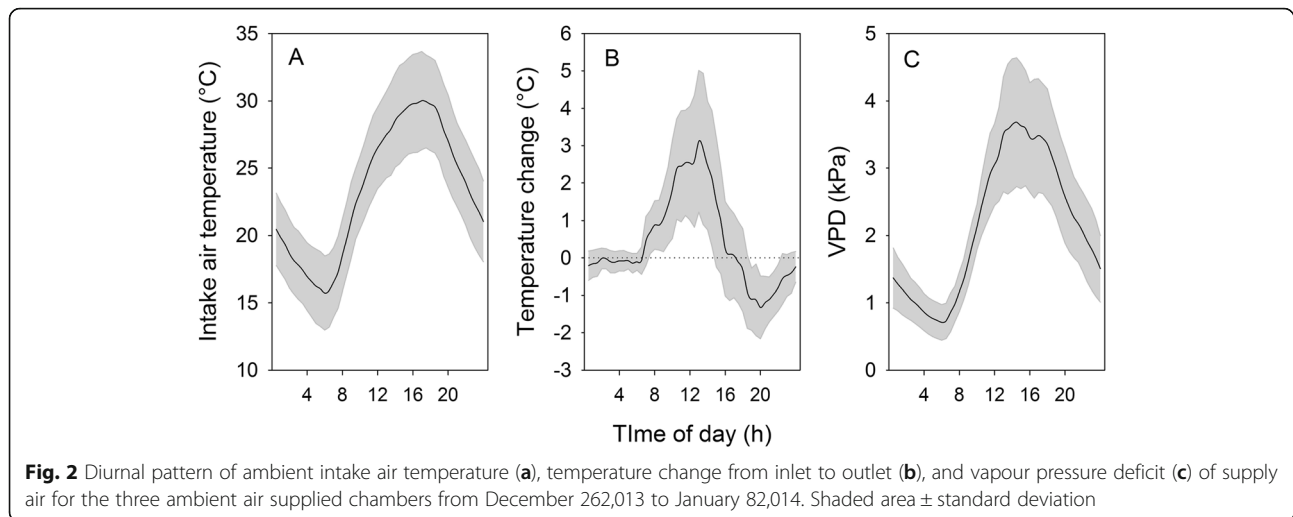 A
B
C
Intake air temperature (°C)
35
30
25
20
15
10
4 8 12 16 20
Temperature change (°C)
6
5
4
3
2
1
0
-1
-2
-3
4 8 12 16 20
VPD (kPa)
5
4
3
2
1
0
4 8 12 16 20
TIme of day (h)
Fig. 2 Diurnal pattern of ambient intake air temperature (a), temperature change from inlet to outlet (b), and vapour pressure deficit (c) of supply
air for the three ambient air supplied chambers from December 262,013 to January 82,014. Shaded area ± standard deviation